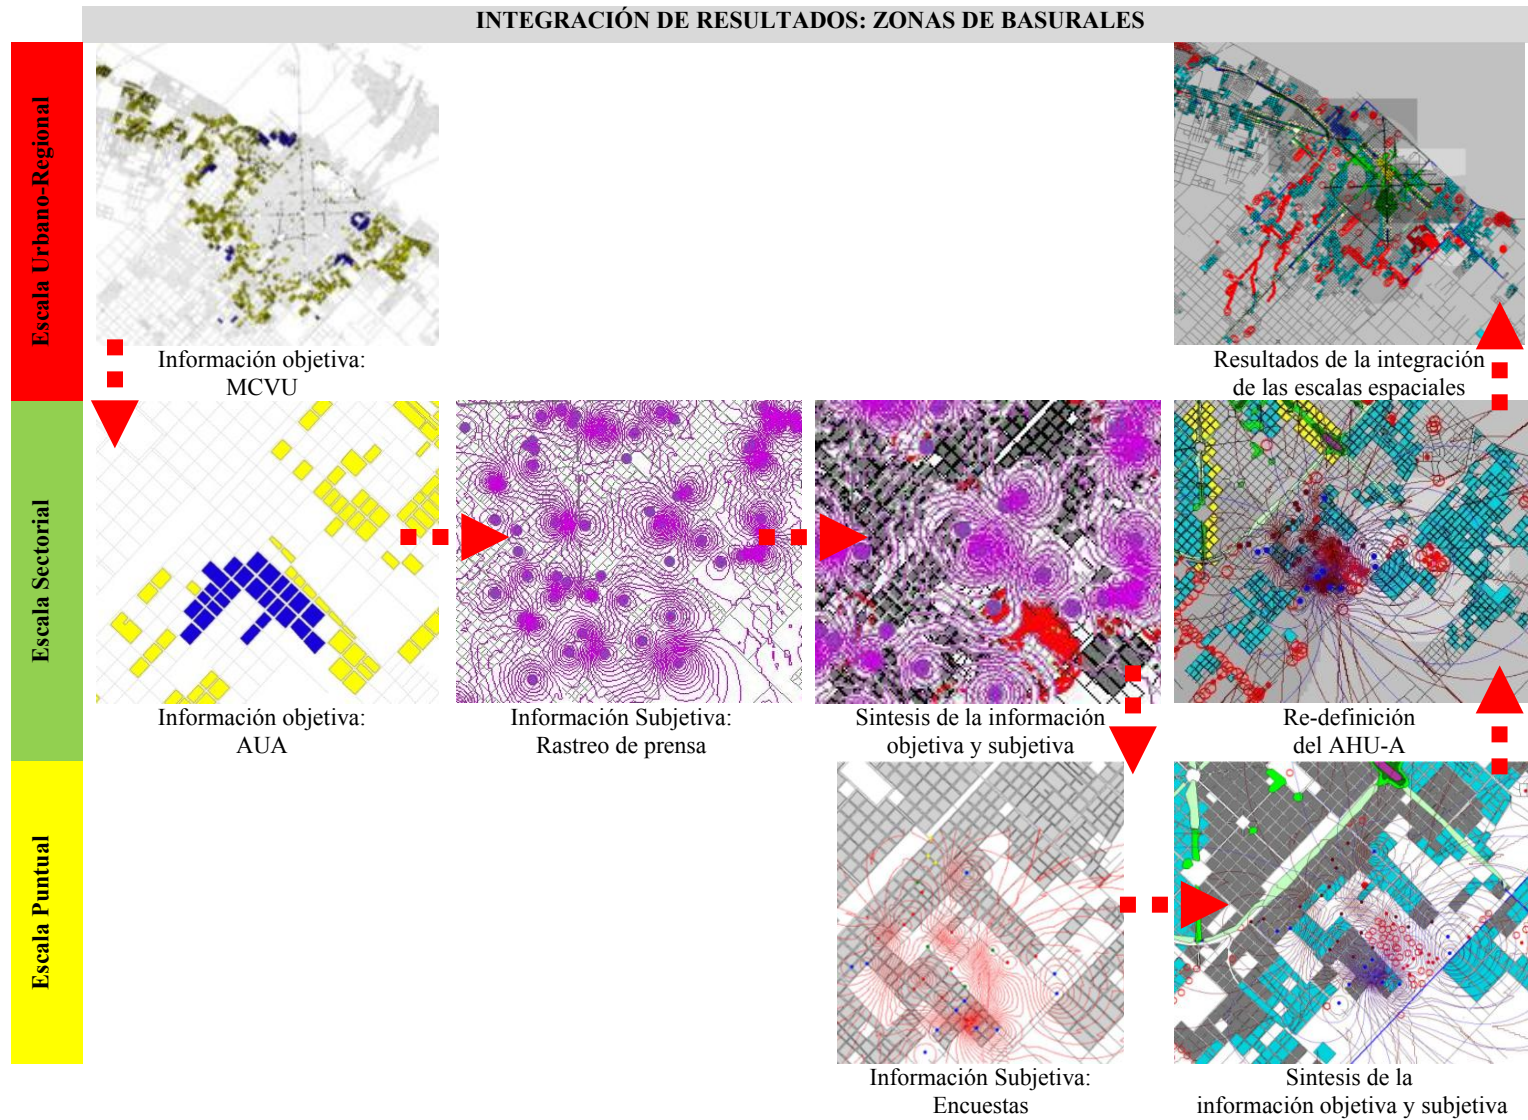 INTEGRACIÓN DE RESULTADOS: ZONAS DE BASURALES
Escala Urbano-Regional
Información objetiva:
MCVU
Resultados de la integración
de las escalas espaciales
Escala Sectorial
Información objetiva:
AUA
Información Subjetiva:
Rastreo de prensa
Sintesis de la información
objetiva y subjetiva
Re-definición
del AHU-A
Escala Puntual
Información Subjetiva:
Encuestas
Sintesis de la
información objetiva y subjetiva